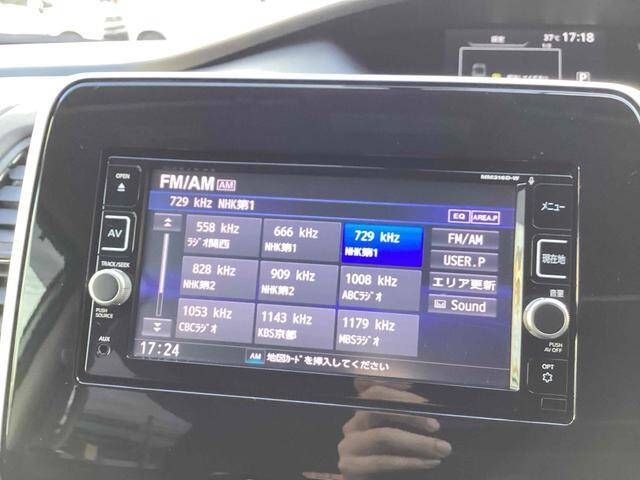 37℃ 17:18
P
MM316D-W
OPEN
AV
TRACK/SEEK
PUSH SOURCE
AUX
FM/AM AM
729 kHz NHK第1
EQ AREA.P
558 kHz
ﾗｼﾞｵ関西
666 kHz
NHK第1
729 kHz
NHK第1
828 kHz
NHK第2
909 kHz
NHK第2
1008 kHz
ABCﾗｼﾞｵ
1053 kHz
CBCﾗｼﾞｵ
1143 kHz
KBS京都
1179 kHz
MBSﾗｼﾞｵ
FM/AM
USER.P
エリア更新
Sound
17:24
AM 地図ｶｰﾄﾞを挿入してください
メニュー
現在地
音量
PUSH AV OFF
OPT